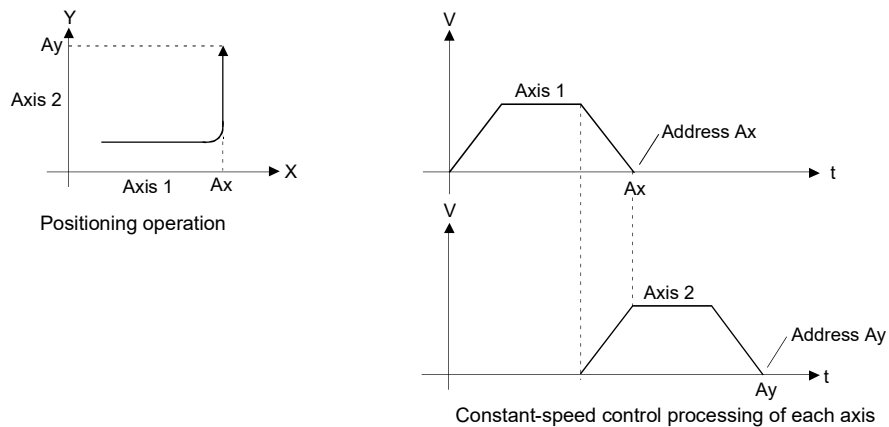 Y
Ay
Axis 2
X
Axis 1
Ax
Positioning operation
V
Axis 1
Address Ax
t
Ax
V
Axis 2
Address Ay
t
Ay
Constant-speed control processing of each axis